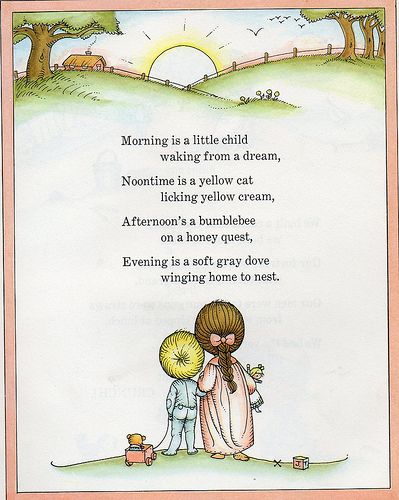 Morning is a little child
waking from a dream,
Noontime is a yellow cat
licking yellow cream,
Afternoon's a bumblebee
on a honey quest,
Evening is a soft gray dove
winging home to nest.
J